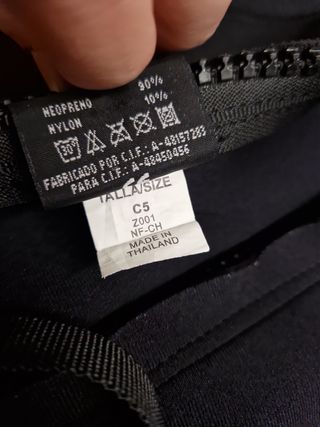 NEOPRENO 90%
NYLON 10%
FABRICADO POR C.I.F.: A-48157283
PARA C.I.F.: A-48450456
TALLA/SIZE
C5
Z001
NF-CH
MADE IN
THAILAND